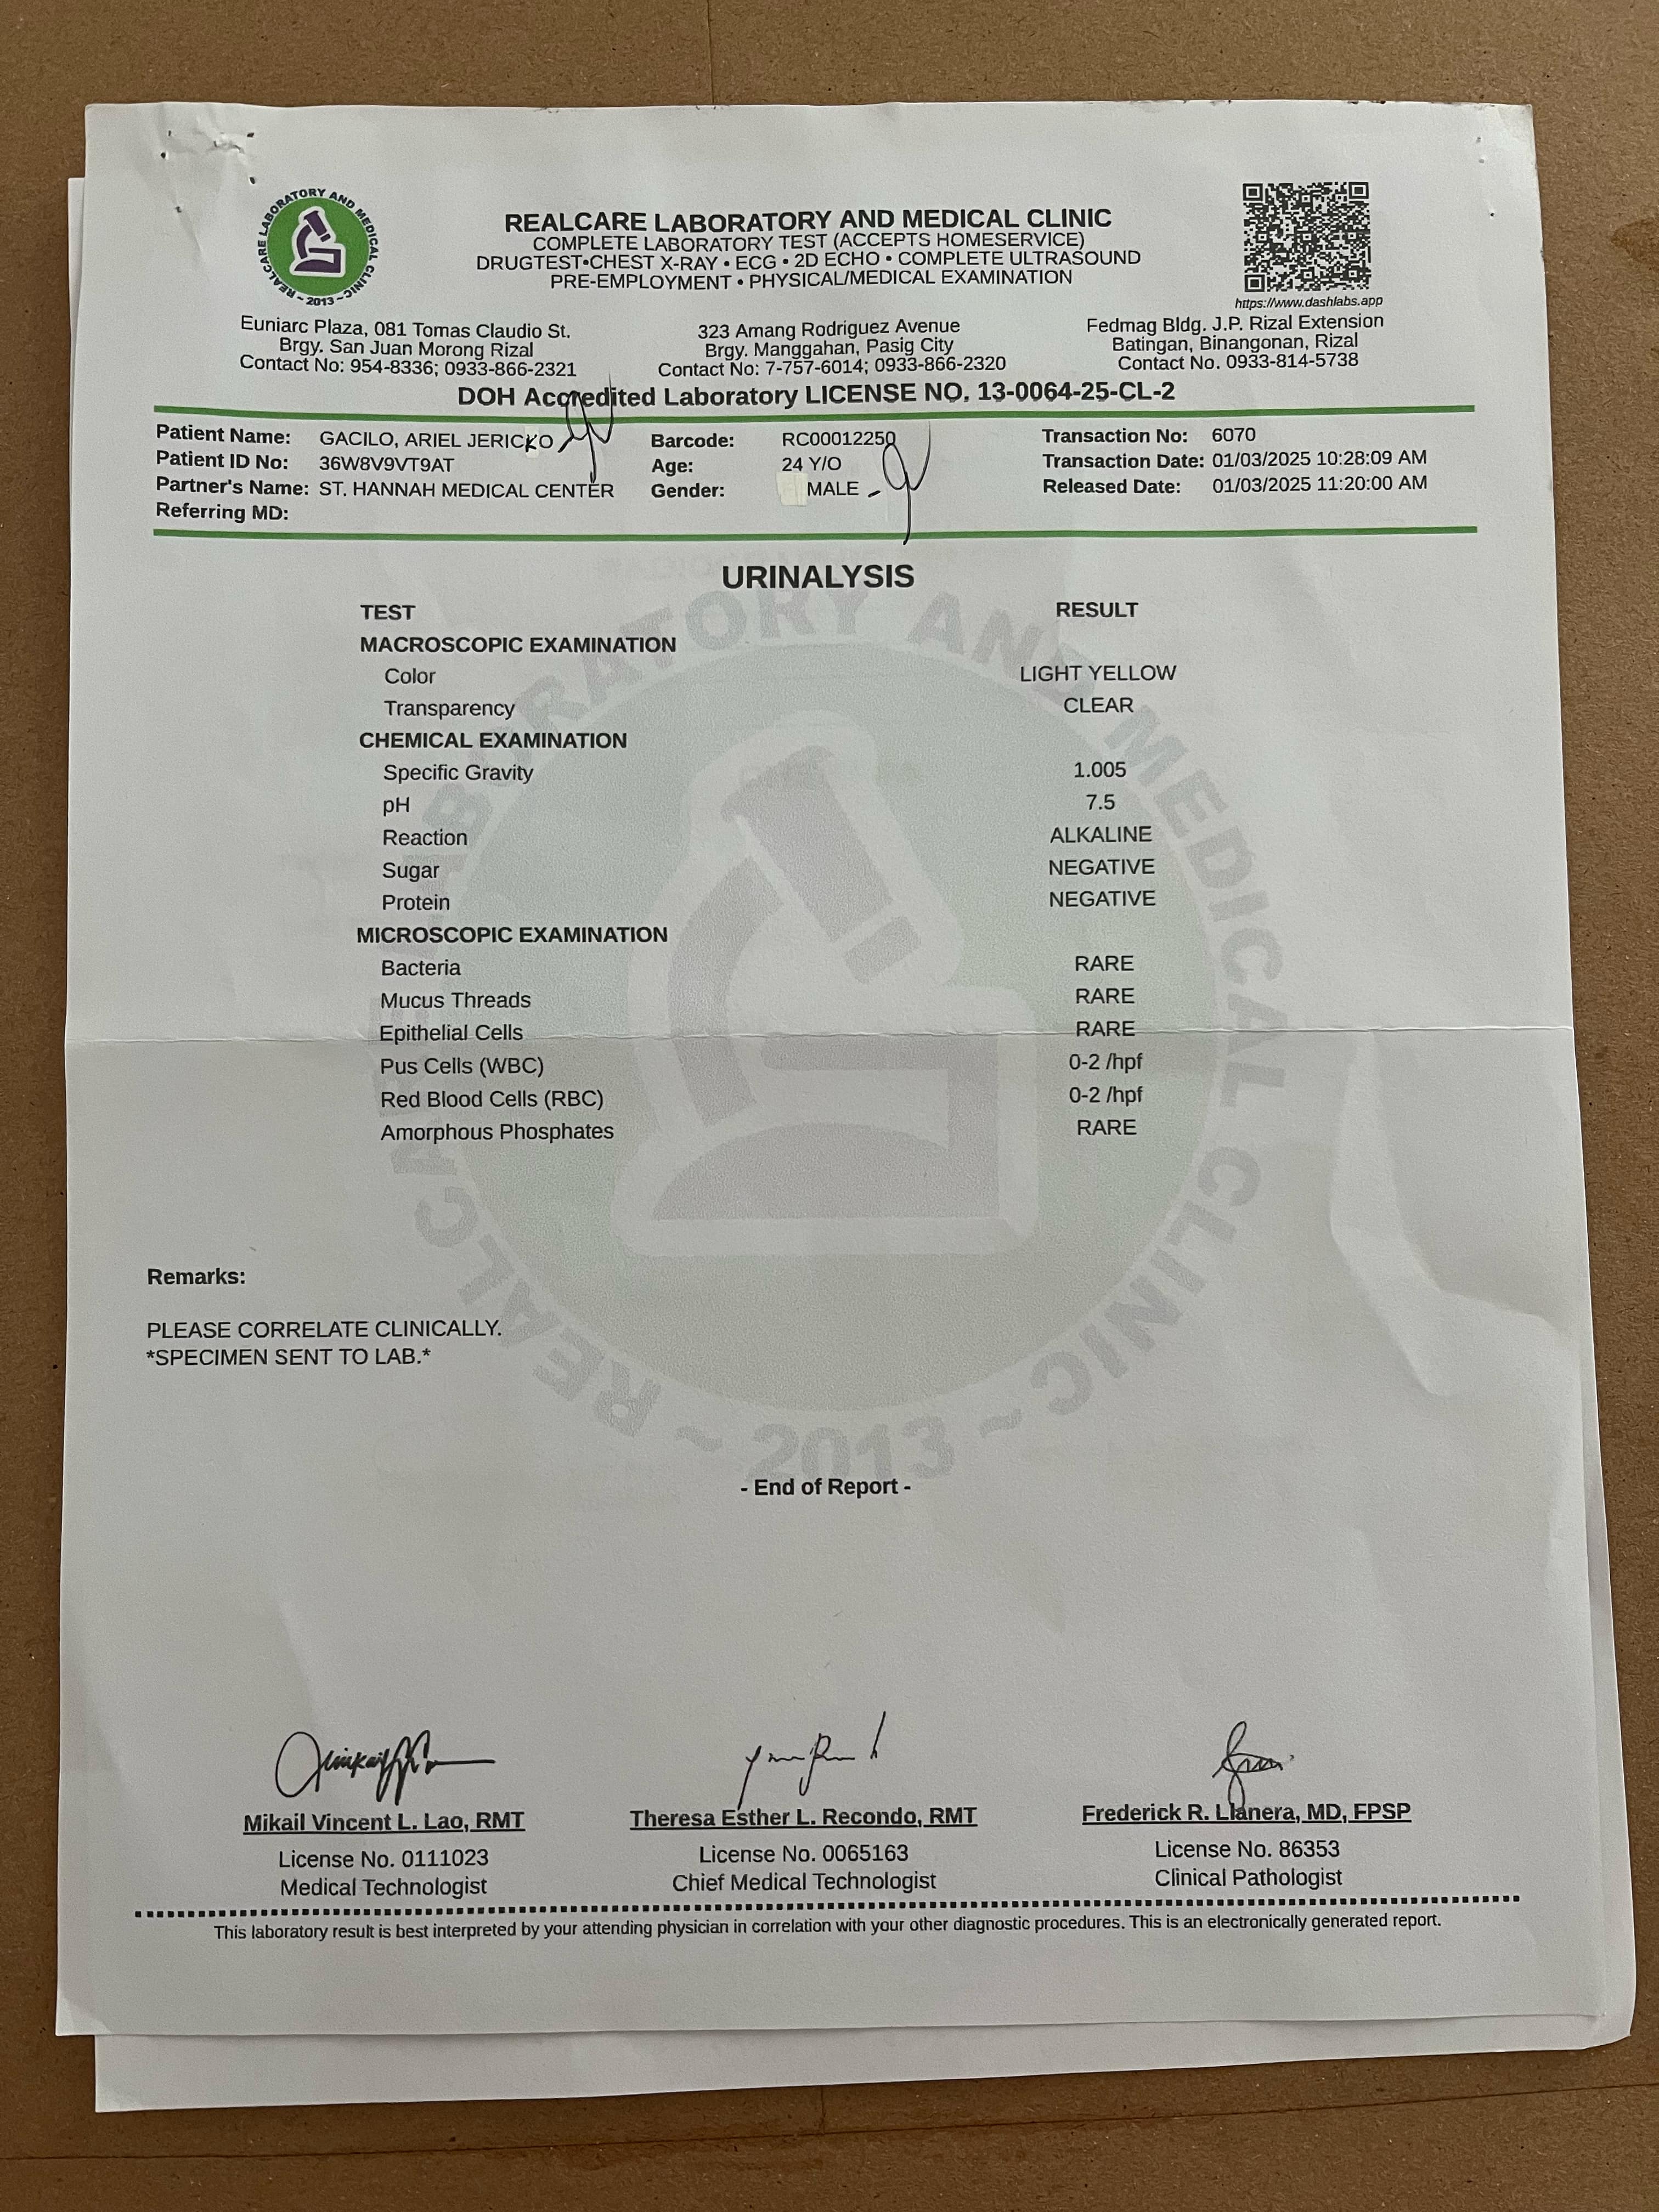 REALCARE LABORATORY AND MEDICAL CLINIC
~ 2013 ~
REALCARE LABORATORY AND MEDICAL CLINIC
COMPLETE LABORATORY TEST (ACCEPTS HOMESERVICE)
DRUGTEST•CHEST X-RAY • ECG • 2D ECHO • COMPLETE ULTRASOUND
PRE-EMPLOYMENT • PHYSICAL/MEDICAL EXAMINATION
https://www.dashlabs.app
Euniarc Plaza, 081 Tomas Claudio St.
Brgy. San Juan Morong Rizal
Contact No: 954-8336; 0933-866-2321
323 Amang Rodriguez Avenue
Brgy. Manggahan, Pasig City
Contact No: 7-757-6014; 0933-866-2320
Fedmag Bldg. J.P. Rizal Extension
Batingan, Binangonan, Rizal
Contact No. 0933-814-5738
DOH Accredited Laboratory LICENSE NO. 13-0064-25-CL-2
Patient Name: GACILO, ARIEL JERICKO
Patient ID No: 36W8V9VT9AT
Partner's Name: ST. HANNAH MEDICAL CENTER
Referring MD:
Barcode: RC00012250
Age: 24 Y/O
Gender: MALE
Transaction No: 6070
Transaction Date: 01/03/2025 10:28:09 AM
Released Date: 01/03/2025 11:20:00 AM
URINALYSIS
TEST RESULT
MACROSCOPIC EXAMINATION
Color LIGHT YELLOW
Transparency CLEAR
CHEMICAL EXAMINATION
Specific Gravity 1.005
pH 7.5
Reaction ALKALINE
Sugar NEGATIVE
Protein NEGATIVE
MICROSCOPIC EXAMINATION
Bacteria RARE
Mucus Threads RARE
Epithelial Cells RARE
Pus Cells (WBC) 0-2 /hpf
Red Blood Cells (RBC) 0-2 /hpf
Amorphous Phosphates RARE
REALCARE LABORATORY AND MEDICAL CLINIC
~ 2013 ~
Remarks:
PLEASE CORRELATE CLINICALLY.
*SPECIMEN SENT TO LAB.*
- End of Report -
Mikail Vincent L. Lao, RMT
License No. 0111023
Medical Technologist
Theresa Esther L. Recondo, RMT
License No. 0065163
Chief Medical Technologist
Frederick R. Llanera, MD, FPSP
License No. 86353
Clinical Pathologist
This laboratory result is best interpreted by your attending physician in correlation with your other diagnostic procedures. This is an electronically generated report.